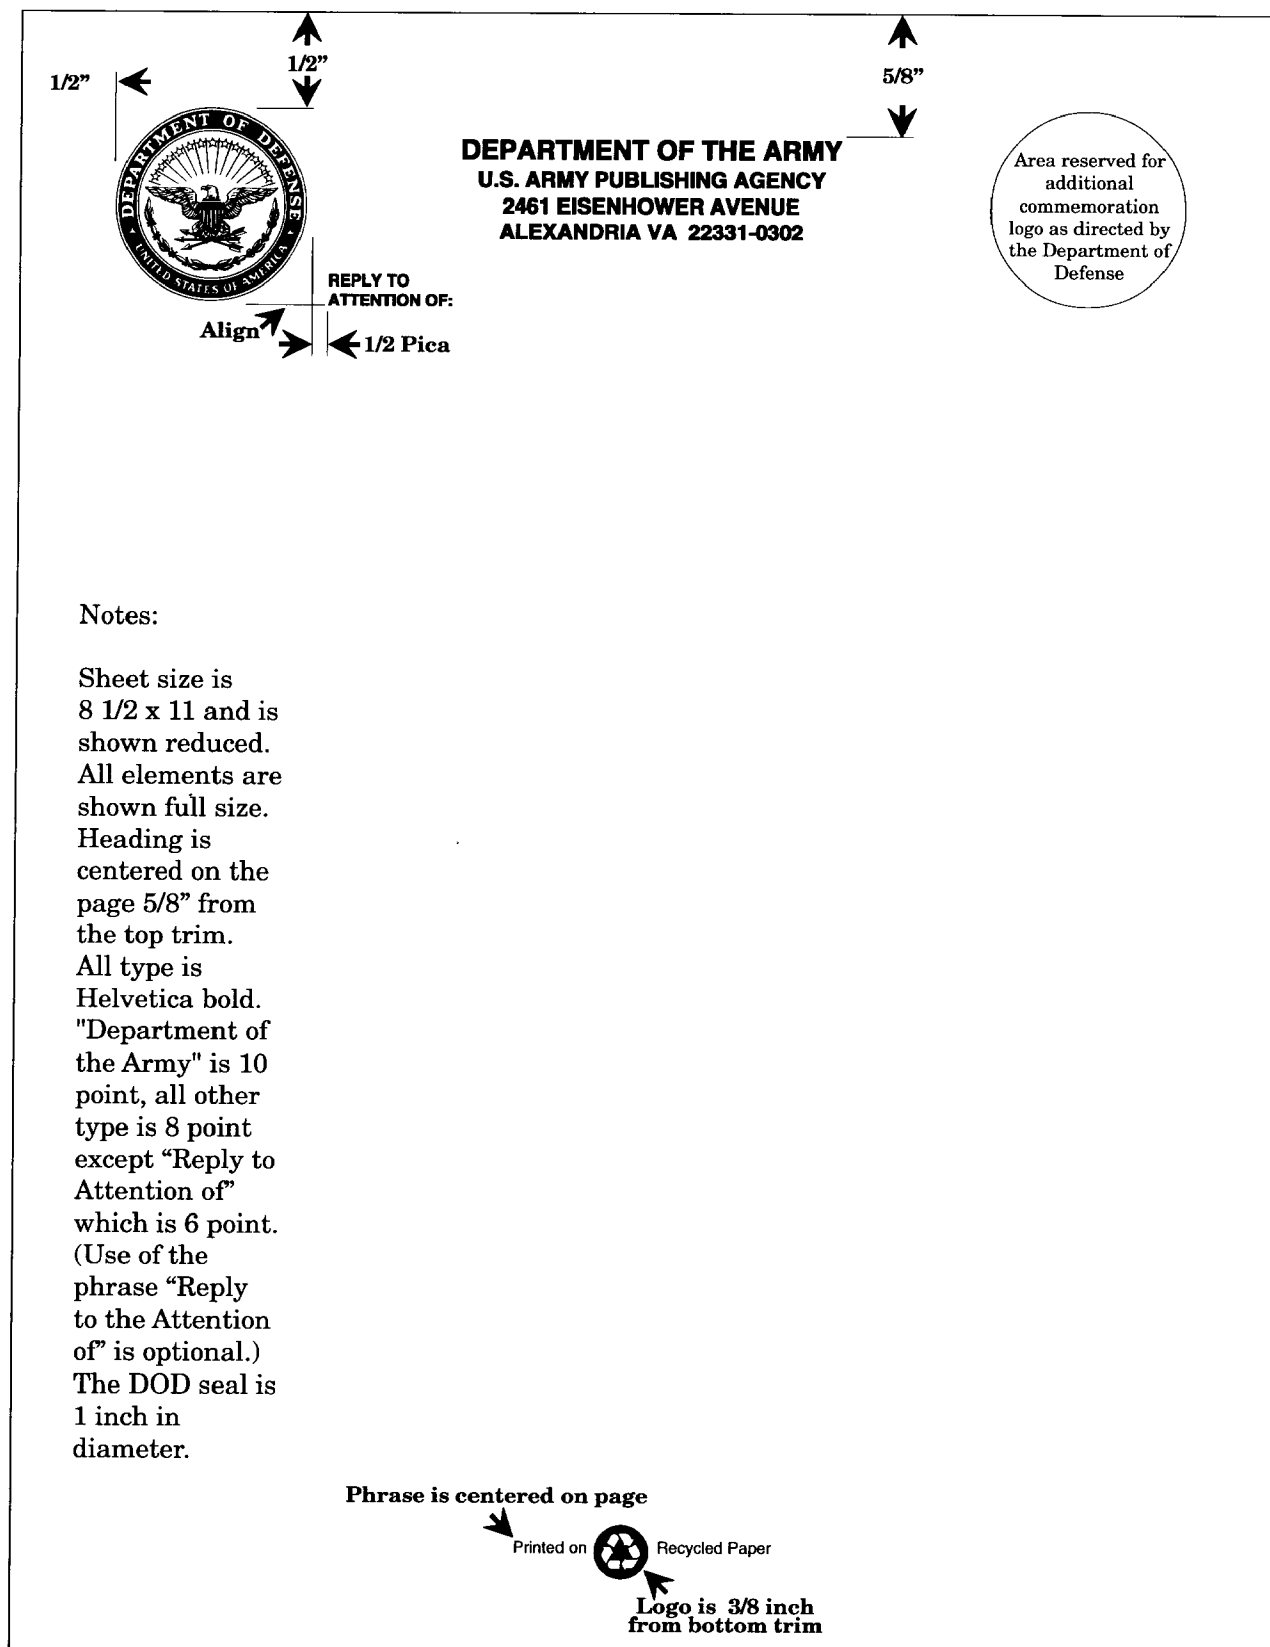 1/2”
1/2”
5/8”
DEPARTMENT OF DEFENSE
UNITED STATES OF AMERICA
DEPARTMENT OF THE ARMY
U.S. ARMY PUBLISHING AGENCY
2461 EISENHOWER AVENUE
ALEXANDRIA VA 22331-0302
Area reserved for
additional
commemoration
logo as directed by
the Department of
Defense
REPLY TO
ATTENTION OF:
Align
1/2 Pica
Notes:
Sheet size is
8 1/2 x 11 and is
shown reduced.
All elements are
shown full size.
Heading is
centered on the
page 5/8” from
the top trim.
All type is
Helvetica bold.
"Department of
the Army" is 10
point, all other
type is 8 point
except “Reply to
Attention of”
which is 6 point.
(Use of the
phrase “Reply
to the Attention
of” is optional.)
The DOD seal is
1 inch in
diameter.
Phrase is centered on page
Printed on Recycled Paper
Logo is 3/8 inch
from bottom trim